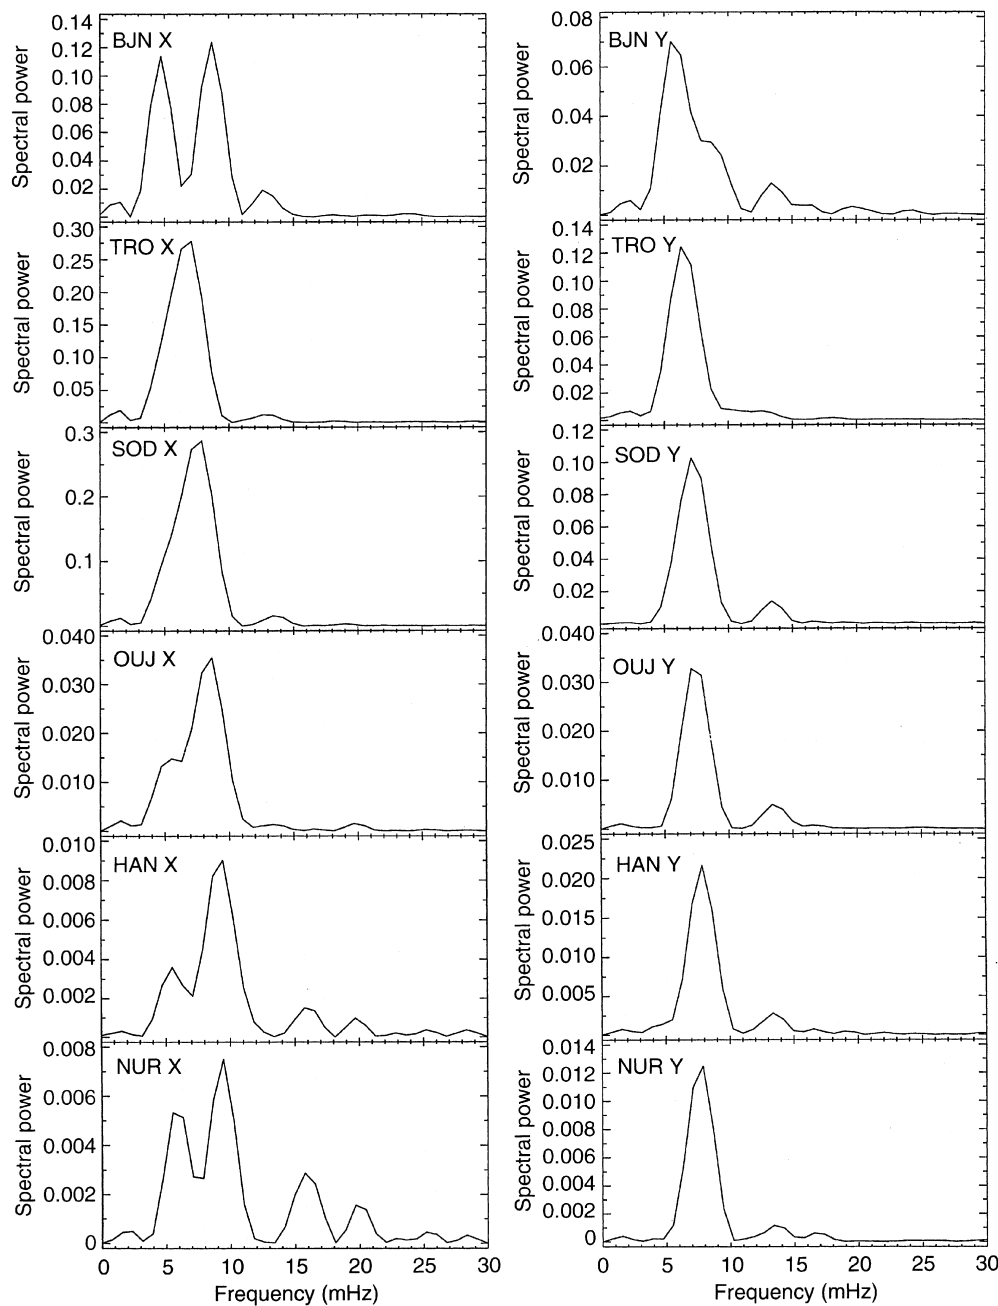 BJN X
Spectral power
0.14
0.12
0.10
0.08
0.06
0.04
0.02
BJN Y
Spectral power
0.08
0.06
0.04
0.02
TRO X
Spectral power
0.30
0.25
0.20
0.15
0.10
0.05
TRO Y
Spectral power
0.14
0.12
0.10
0.08
0.06
0.04
0.02
SOD X
Spectral power
0.3
0.2
0.1
SOD Y
Spectral power
0.12
0.10
0.08
0.06
0.04
0.02
OUJ X
Spectral power
0.040
0.030
0.020
0.010
OUJ Y
Spectral power
0.040
0.030
0.020
0.010
HAN X
Spectral power
0.010
0.008
0.006
0.004
0.002
HAN Y
Spectral power
0.025
0.020
0.015
0.010
0.005
NUR X
Spectral power
0.008
0.006
0.004
0.002
0
0 5 10 15 20 25 30
Frequency (mHz)
NUR Y
Spectral power
0.014
0.012
0.010
0.008
0.006
0.004
0.002
0
0 5 10 15 20 25 30
Frequency (mHz)